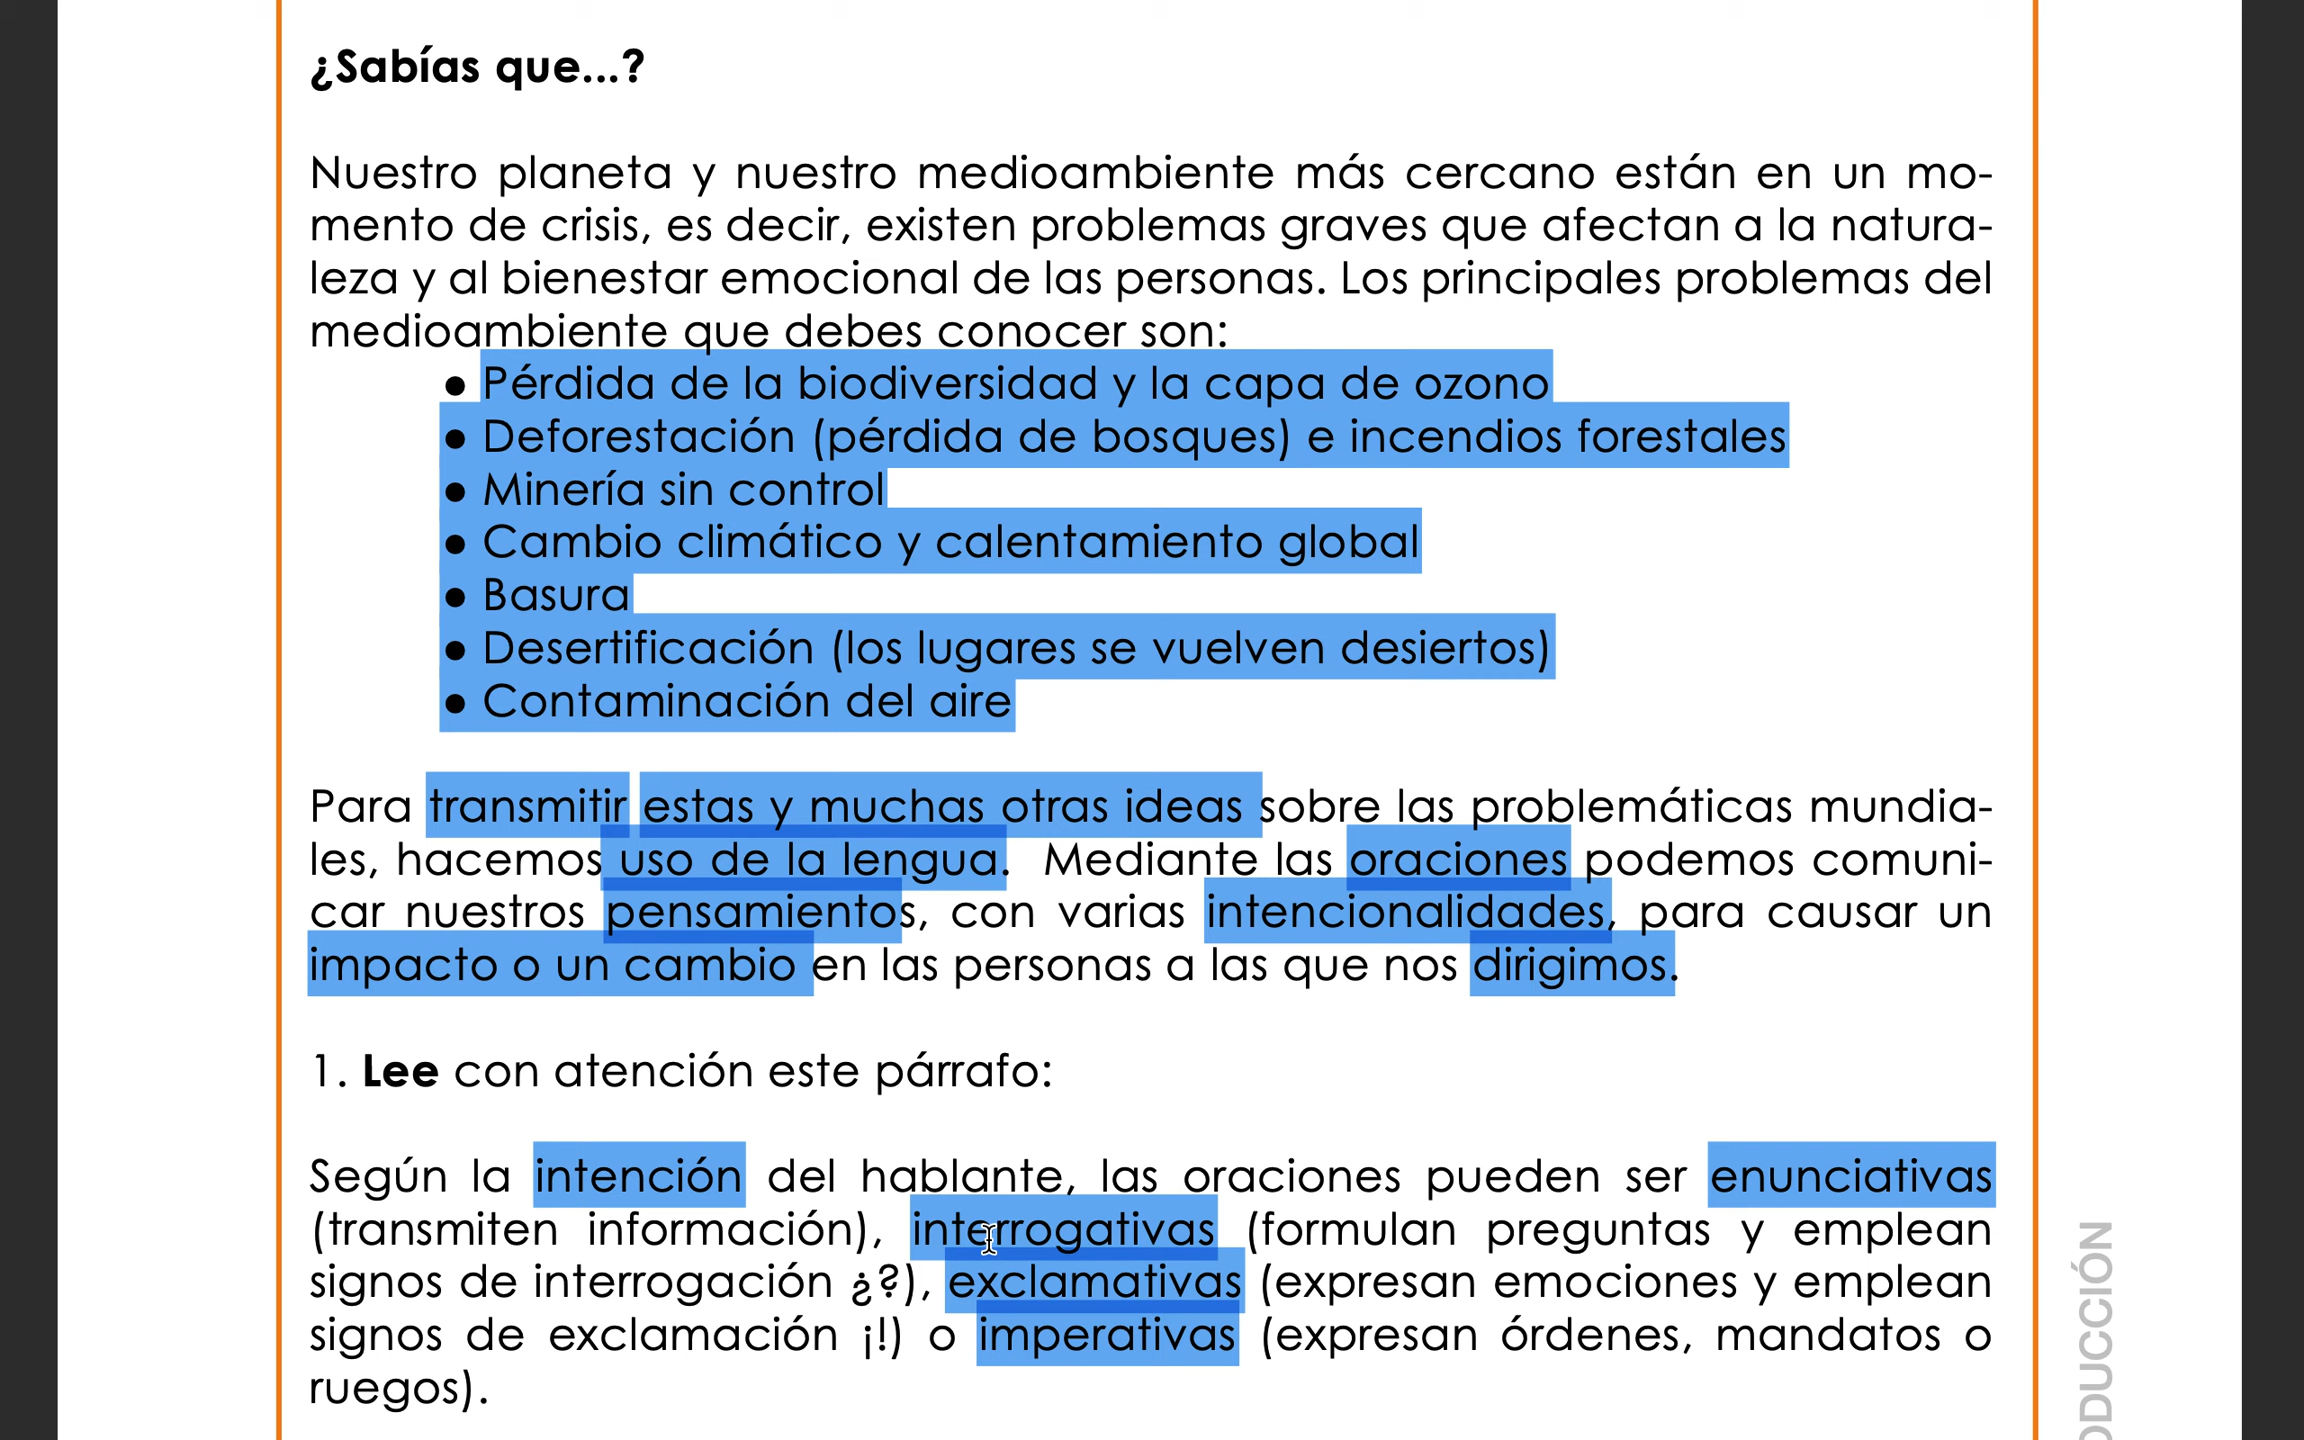 ¿Sabías que...?
Nuestro planeta y nuestro medioambiente más cercano están en un mo-
mento de crisis, es decir, existen problemas graves que afectan a la natura-
leza y al bienestar emocional de las personas. Los principales problemas del
medioambiente que debes conocer son:
● Pérdida de la biodiversidad y la capa de ozono
● Deforestación (pérdida de bosques) e incendios forestales
● Minería sin control
● Cambio climático y calentamiento global
● Basura
● Desertificación (los lugares se vuelven desiertos)
● Contaminación del aire
Para transmitir estas y muchas otras ideas sobre las problemáticas mundia-
les, hacemos uso de la lengua.  Mediante las oraciones podemos comuni-
car nuestros pensamientos, con varias intencionalidades, para causar un
impacto o un cambio en las personas a las que nos dirigimos.
1. Lee con atención este párrafo:
Según la intención del hablante, las oraciones pueden ser enunciativas
(transmiten información), interrogativas (formulan preguntas y emplean
signos de interrogación ¿?), exclamativas (expresan emociones y emplean
signos de exclamación ¡!) o imperativas (expresan órdenes, mandatos o
ruegos).